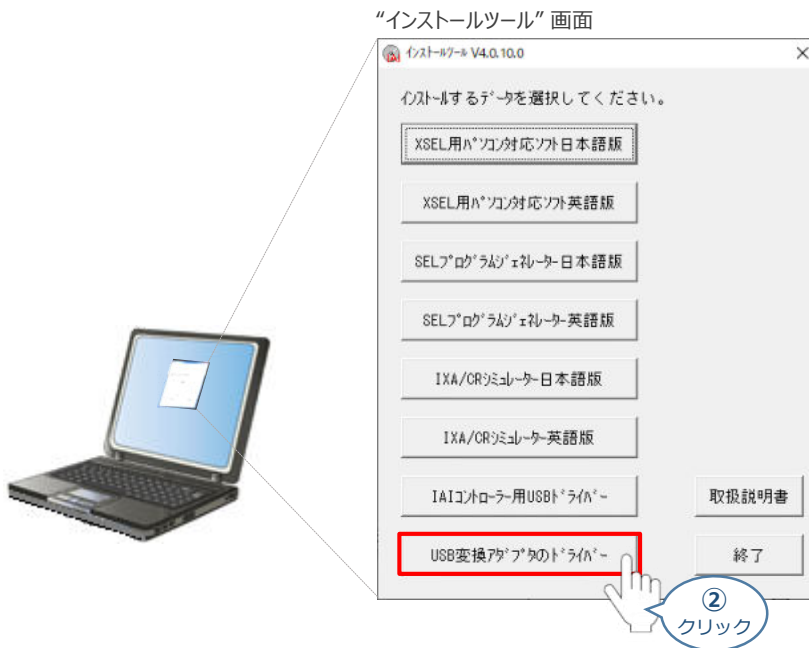 “インストールツール” 画面
ｲﾝｽﾄｰﾙﾂｰﾙ V4.0.10.0
ｲﾝｽﾄｰﾙするﾃﾞｰﾀを選択してください。
XSEL用ﾊﾟｿｺﾝ対応ｿﾌﾄ日本語版
XSEL用ﾊﾟｿｺﾝ対応ｿﾌﾄ英語版
SELﾌﾟﾛｸﾞﾗﾑｼﾞｪﾈﾚｰﾀｰ日本語版
SELﾌﾟﾛｸﾞﾗﾑｼﾞｪﾈﾚｰﾀｰ英語版
IXA/CRｼﾐｭﾚｰﾀｰ日本語版
IXA/CRｼﾐｭﾚｰﾀｰ英語版
IAIｺﾝﾄﾛｰﾗｰ用USBﾄﾞﾗｲﾊﾞｰ
取扱説明書
USB変換ｱﾀﾞﾌﾟﾀのﾄﾞﾗｲﾊﾞｰ
終了
②
クリック